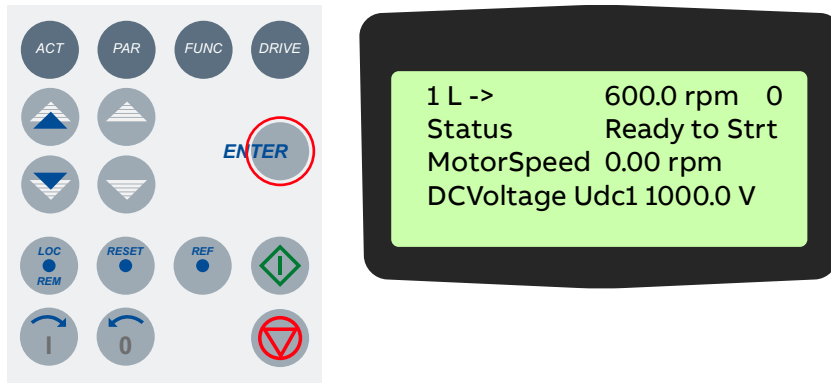 ACT PAR FUNC DRIVE
ENTER
LOC RESET REF
REM
I 0
1 L -> 600.0 rpm 0
Status Ready to Strt
MotorSpeed 0.00 rpm
DCVoltage Udc1 1000.0 V